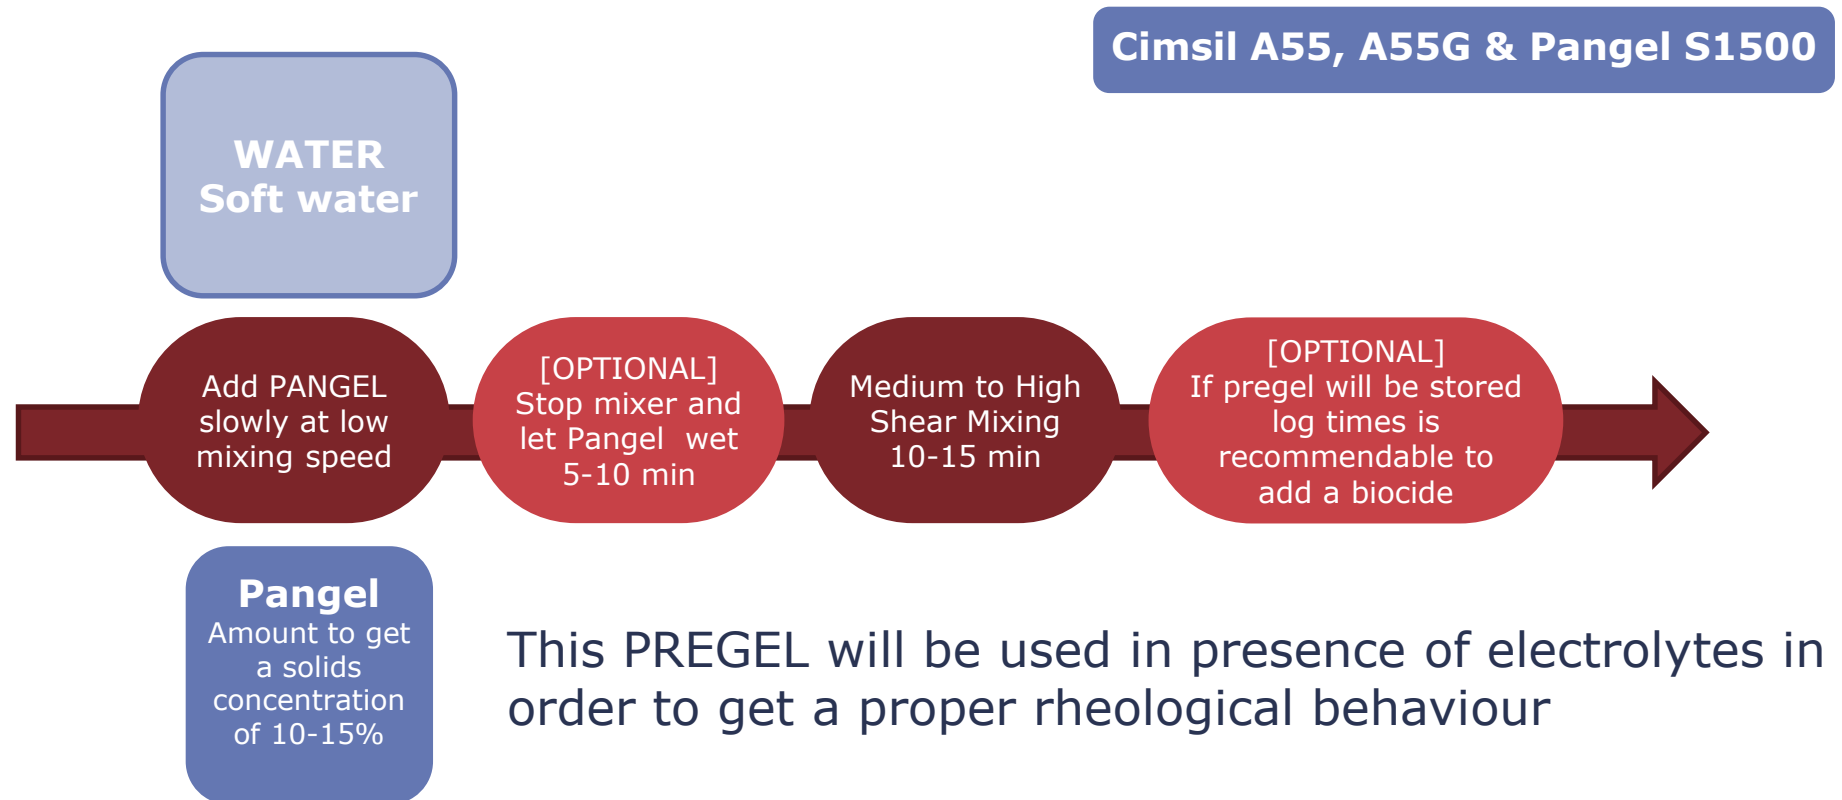 Cimsil A55, A55G & Pangel S1500
WATER
Soft water
Add PANGEL
slowly at low
mixing speed
[OPTIONAL]
Stop mixer and
let Pangel  wet
5-10 min
Medium to High
Shear Mixing
10-15 min
[OPTIONAL]
If pregel will be stored
log times is
recommendable to
add a biocide
Pangel
Amount to get
a solids
concentration
of 10-15%
This PREGEL will be used in presence of electrolytes in
order to get a proper rheological behaviour